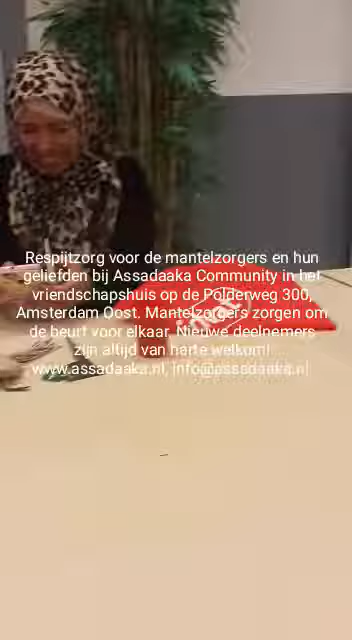 Respijtzorg voor de mantelzorgers en hun
geliefden bij Assadaaka Community in het
vriendschapshuis op de Polderweg 300,
Amsterdam Oost. Mantelzorgers zorgen om
de beurt voor elkaar. Nieuwe deelnemers
zijn altijd van harte welkom!
www.assadaaka.nl, info@assadaaka.nl